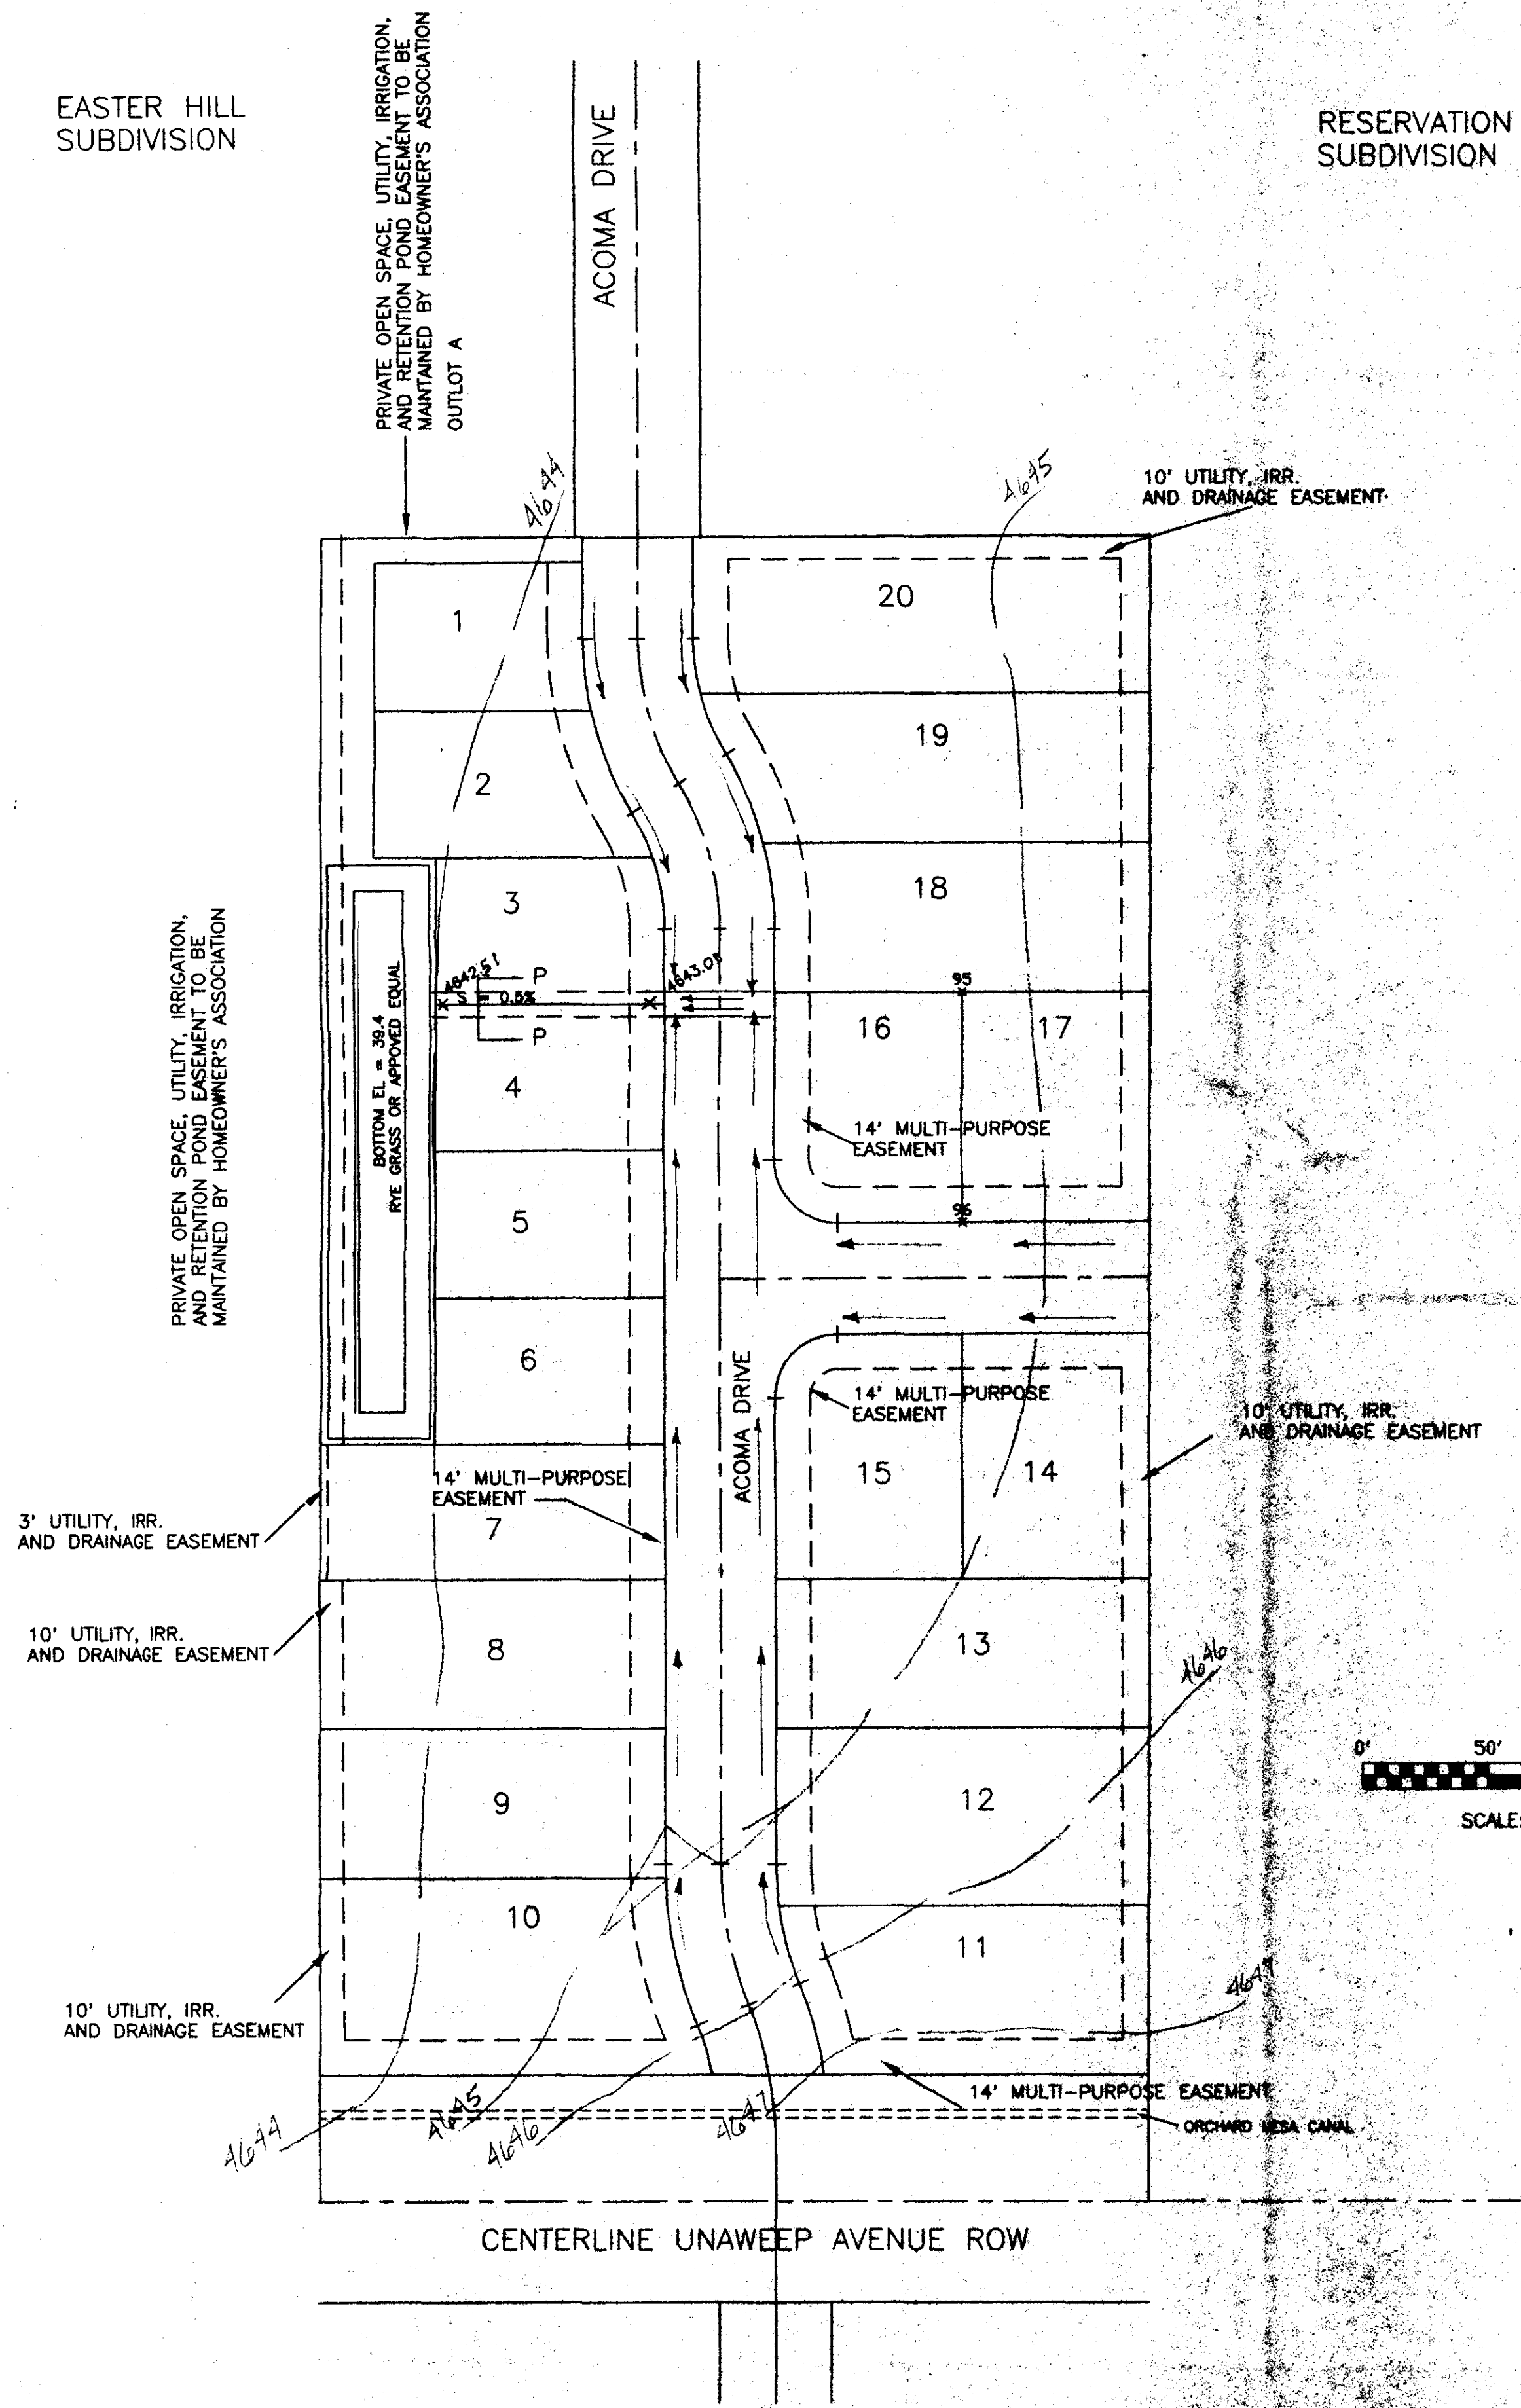 EASTER HILL
SUBDIVISION
PRIVATE OPEN SPACE, UTILITY, IRRIGATION,
AND RETENTION POND EASEMENT TO BE
MAINTAINED BY HOMEOWNER'S ASSOCIATION
OUTLOT A
ACOMA DRIVE
RESERVATION
SUBDIVISION
4644
4645
10' UTILITY, IRR.
AND DRAINAGE EASEMENT
1
20
19
2
18
3
PRIVATE OPEN SPACE, UTILITY, IRRIGATION,
AND RETENTION POND EASEMENT TO BE
MAINTAINED BY HOMEOWNER'S ASSOCIATION
BOTTOM EL = 39.4
RYE GRASS OR APPOVED EQUAL
4642.51
P
4643.01
S = 0.5%
P
95
16
17
4
14' MULTI-PURPOSE
EASEMENT
5
96
6
ACOMA DRIVE
14' MULTI-PURPOSE
EASEMENT
10' UTILITY, IRR.
AND DRAINAGE EASEMENT
15
14
14' MULTI-PURPOSE
EASEMENT
7
3' UTILITY, IRR.
AND DRAINAGE EASEMENT
10' UTILITY, IRR.
AND DRAINAGE EASEMENT
8
13
4646
0'
50'
SCALE:
9
12
10
11
4647
10' UTILITY, IRR.
AND DRAINAGE EASEMENT
14' MULTI-PURPOSE EASEMENT
4644
4645
4646
4647
ORCHARD MESA CANAL
CENTERLINE UNAWEEP AVENUE ROW